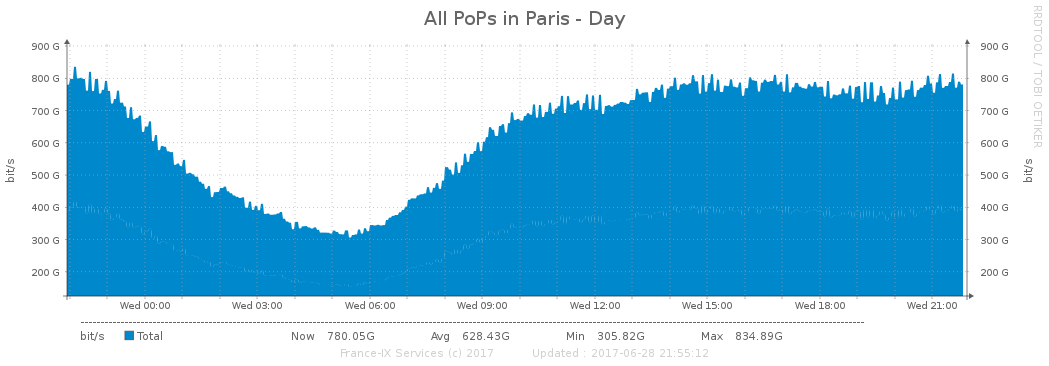 All PoPs in Paris - Day
RRDTOOL / TOBI OETIKER
900 G 900 G
800 G 800 G
700 G 700 G
600 G 600 G
500 G 500 G
400 G 400 G
300 G 300 G
200 G 200 G
bit/s bit/s
Wed 00:00 Wed 03:00 Wed 06:00 Wed 09:00 Wed 12:00 Wed 15:00 Wed 18:00 Wed 21:00
bit/s Total Now 780.05G Avg 628.43G Min 305.82G Max 834.89G
France-IX Services (c) 2017 Updated : 2017-06-28 21:55:12